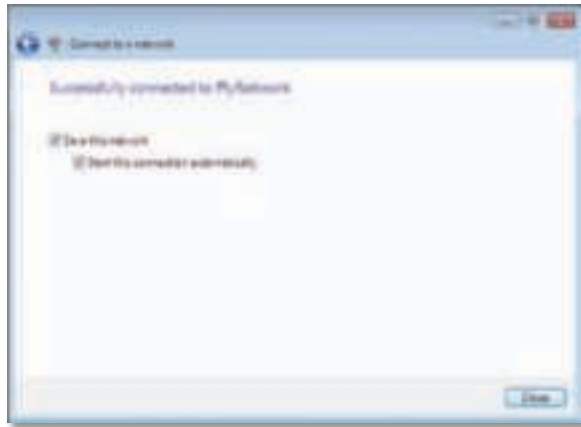 Connect to a network
Successfully connected to MyNetwork
Save this network
Start this connection automatically
Close